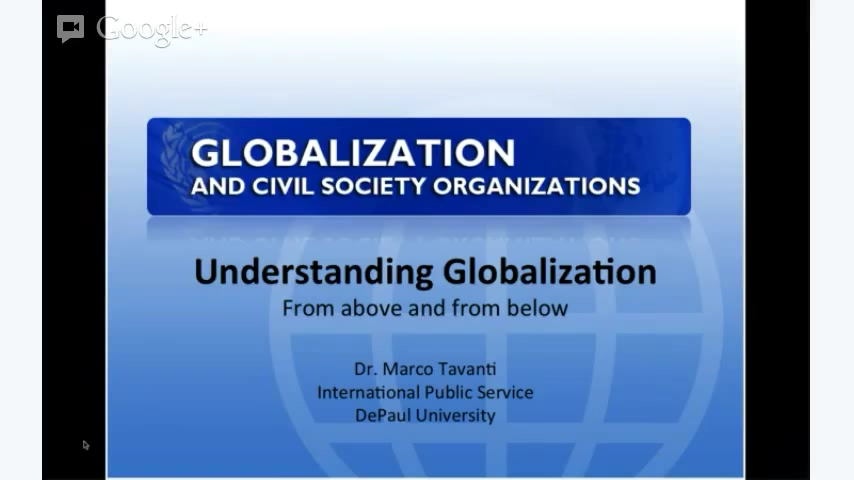 Google+
GLOBALIZATION
AND CIVIL SOCIETY ORGANIZATIONS
Understanding Globalization
From above and from below
Dr. Marco Tavanti
International Public Service
DePaul University